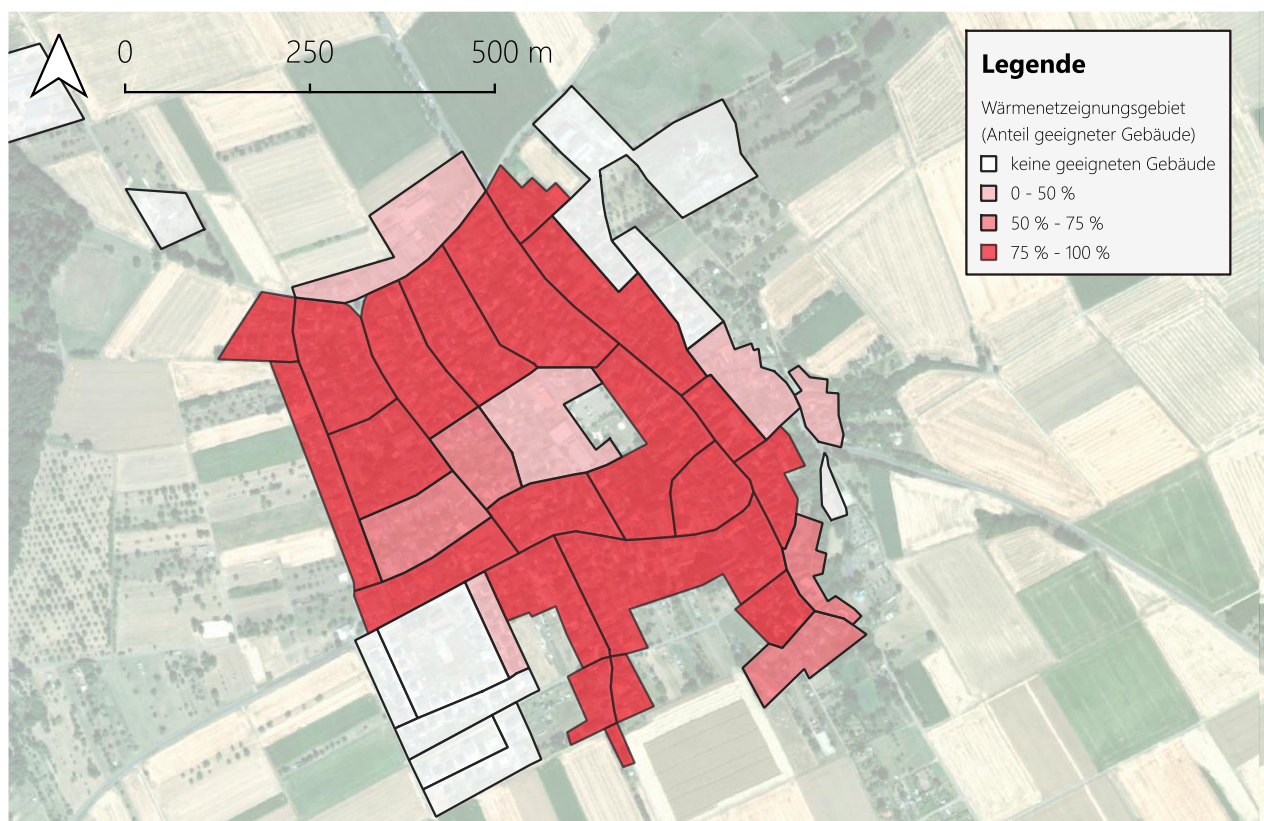 0 250 500 m
Legende
Wärmenetzeignungsgebiet
(Anteil geeigneter Gebäude)
keine geeigneten Gebäude
0 - 50 %
50 % - 75 %
75 % - 100 %